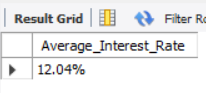 Result Grid Filter Ro
Average_Interest_Rate
12.04%